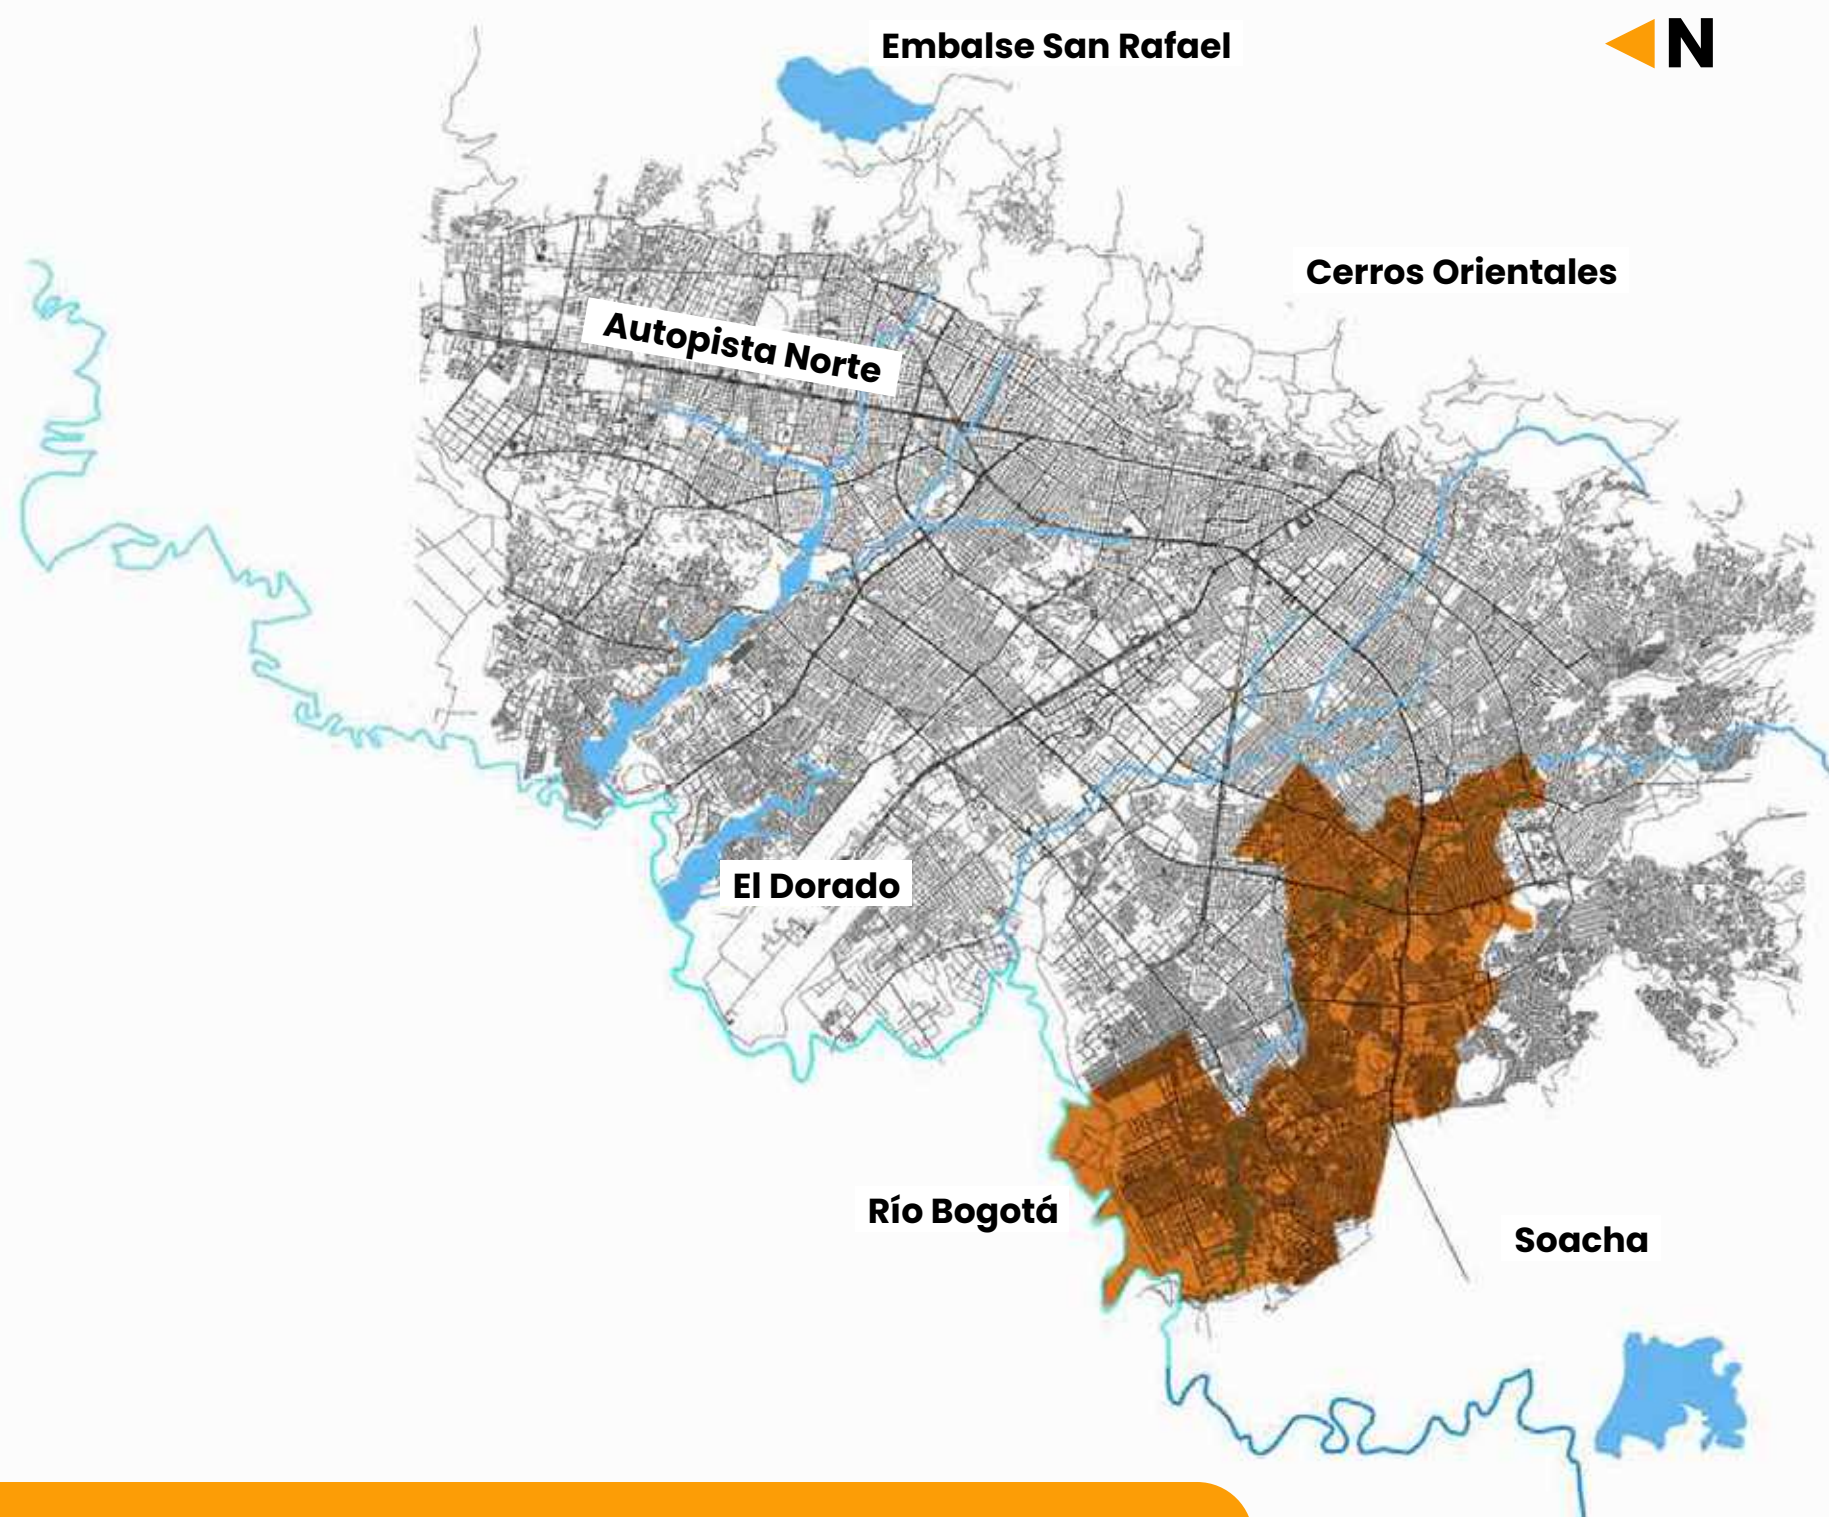 Embalse San Rafael
N
Cerros Orientales
Autopista Norte
El Dorado
Río Bogotá
Soacha